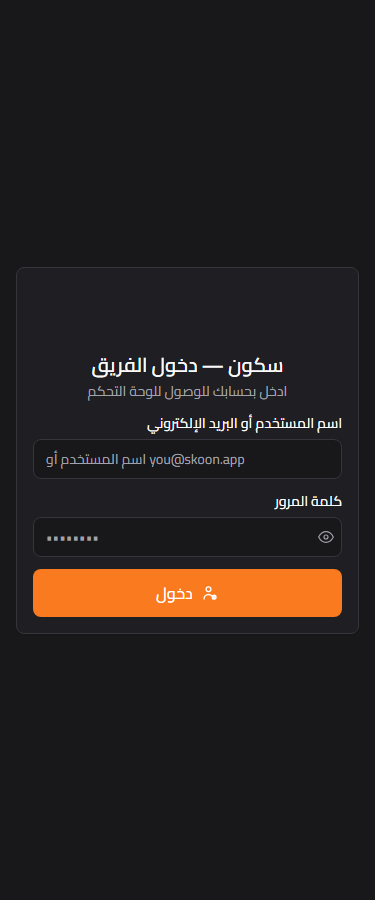 سكون — دخول الفريق
ادخل بحسابك للوصول للوحة التحكم
اسم المستخدم أو البريد الإلكتروني
اسم المستخدم أو you@skoon.app
كلمة المرور
••••••••
دخول